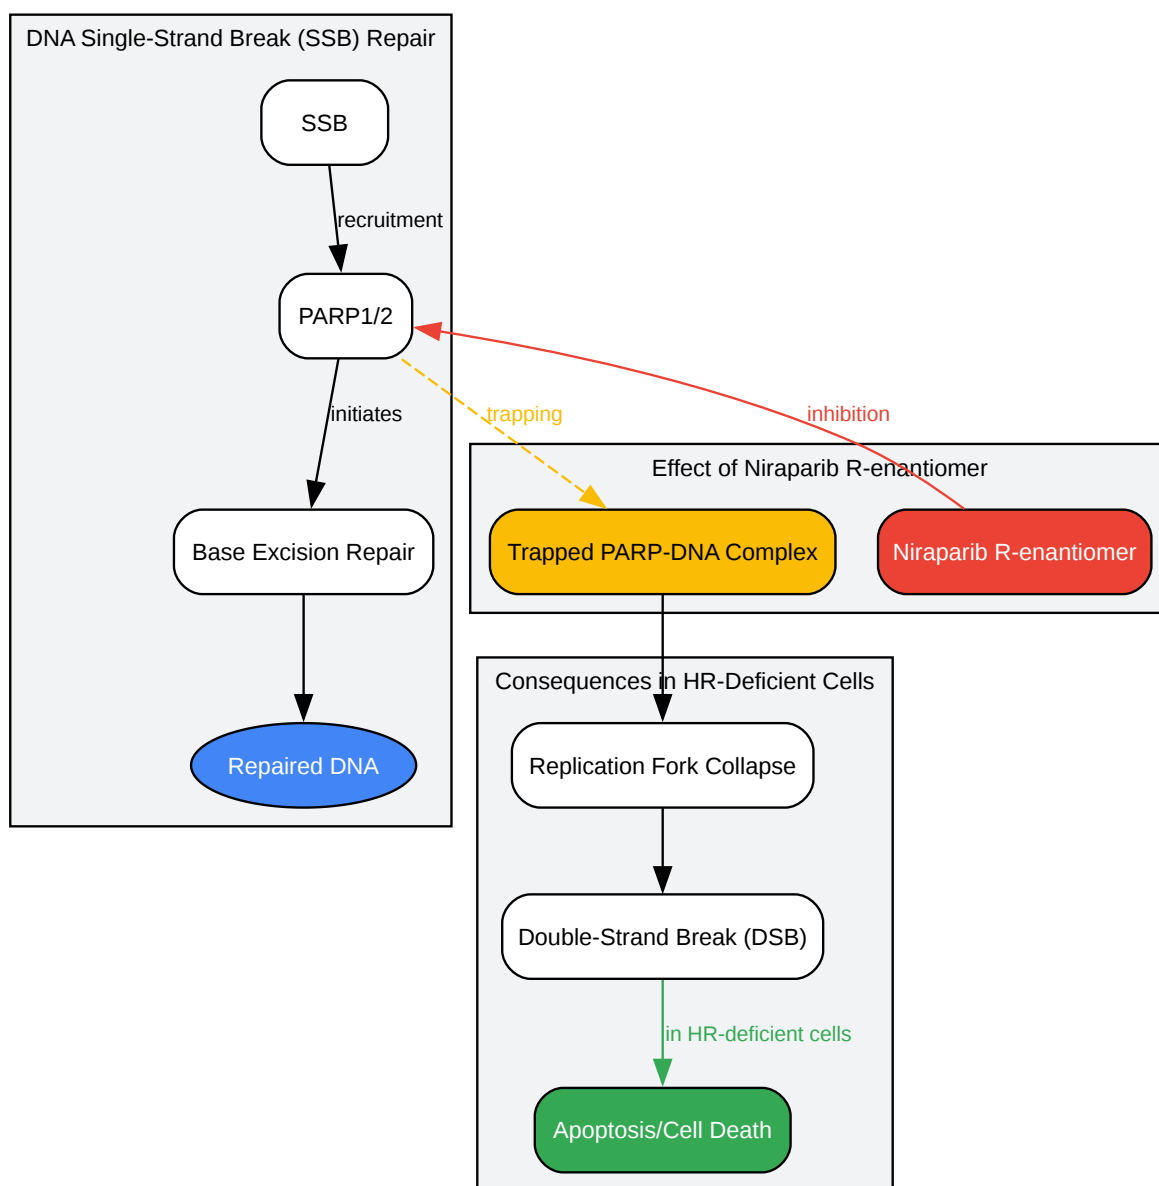 DNA Single-Strand Break (SSB) Repair
SSB
recruitment
PARP1/2
initiates
trapping
inhibition
Effect of Niraparib R-enantiomer
Base Excision Repair
Trapped PARP-DNA Complex
Niraparib R-enantiomer
Consequences in HR-Deficient Cells
Repaired DNA
Replication Fork Collapse
Double-Strand Break (DSB)
in HR-deficient cells
Apoptosis/Cell Death